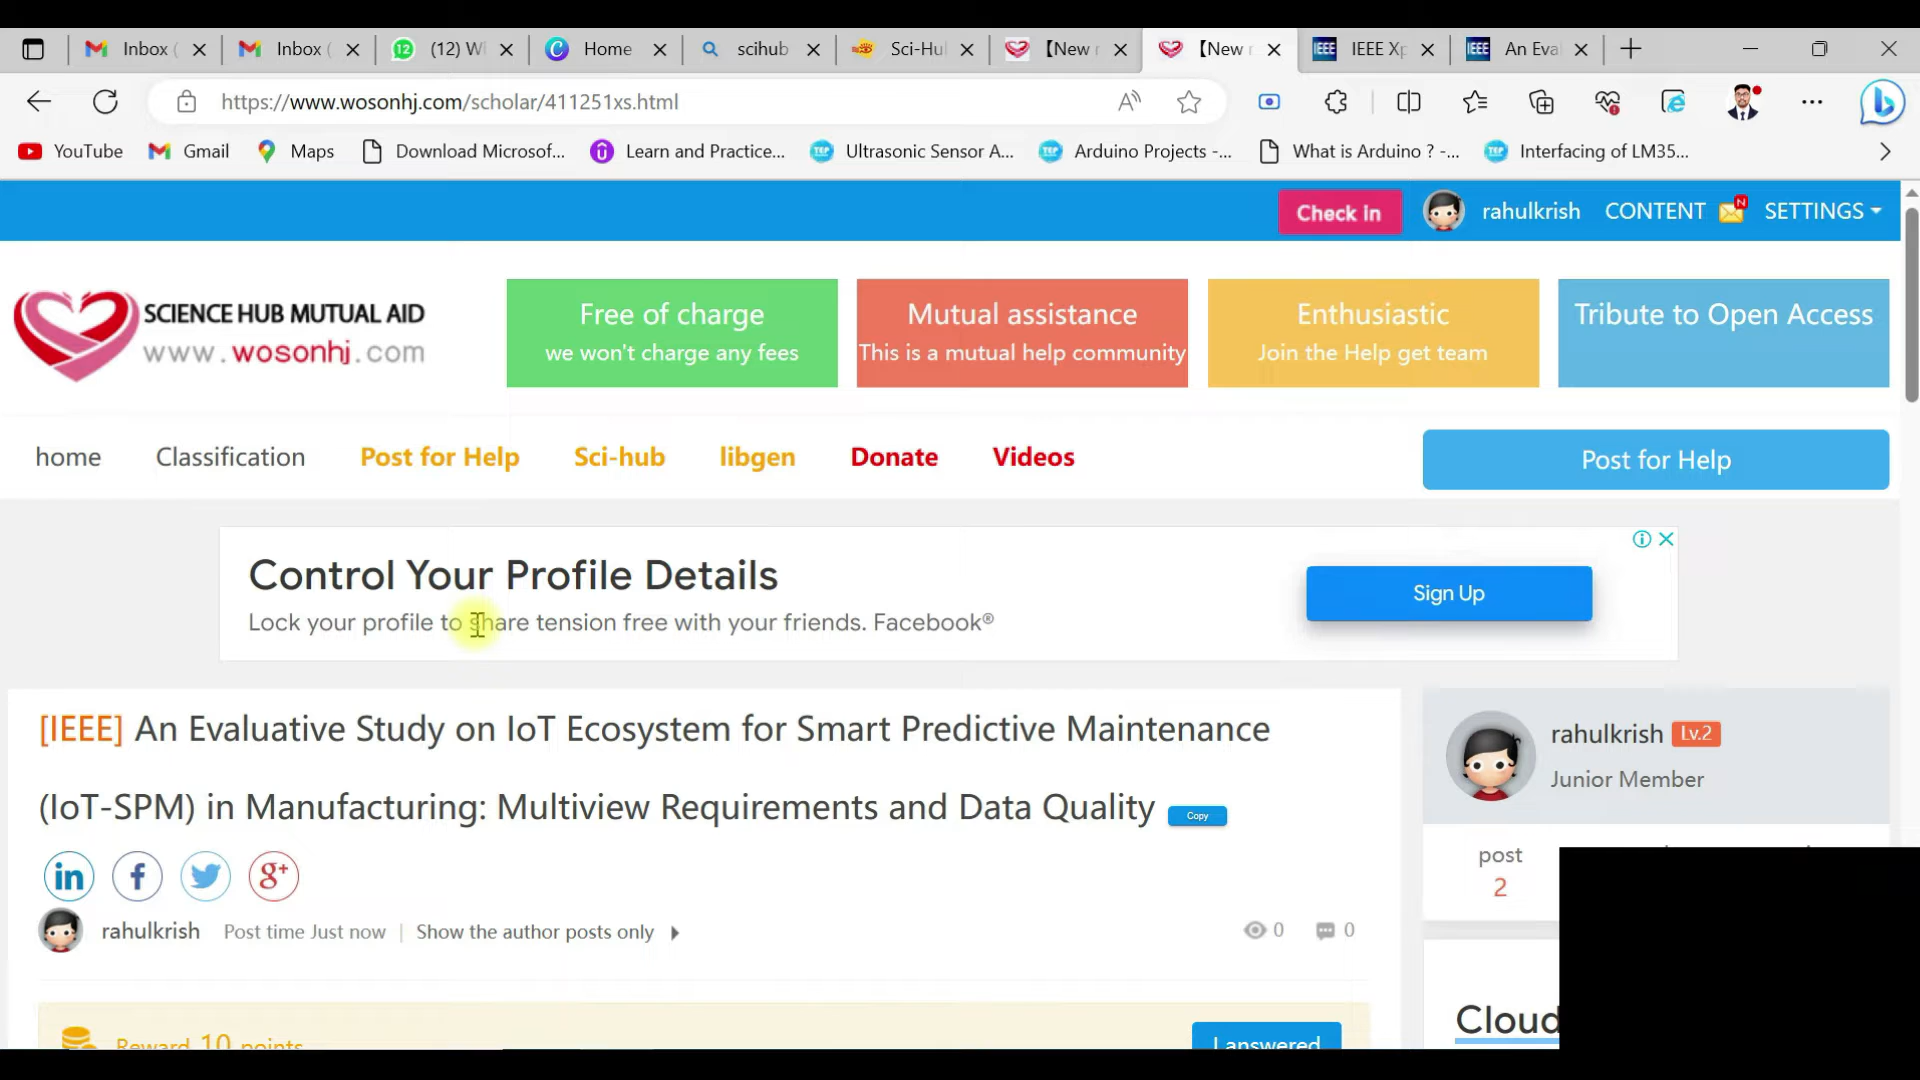 Inbox ( Inbox ( (12) W Home scihub Sci-Hu 【New 【New IEEE Xp An Eva
https://www.wosonhj.com/scholar/411251xs.html
YouTube Gmail Maps Download Microsof... Learn and Practice... Ultrasonic Sensor A... Arduino Projects -... What is Arduino ? -... Interfacing of LM35...
Check in rahulkrish CONTENT N SETTINGS
SCIENCE HUB MUTUAL AID
www.wosonhj.com
Free of charge
we won't charge any fees
Mutual assistance
This is a mutual help community
Enthusiastic
Join the Help get team
Tribute to Open Access
home Classification Post for Help Sci-hub libgen Donate Videos Post for Help
Control Your Profile Details
Lock your profile to share tension free with your friends. Facebook®
Sign Up
[IEEE] An Evaluative Study on IoT Ecosystem for Smart Predictive Maintenance
(IoT-SPM) in Manufacturing: Multiview Requirements and Data Quality Copy
in f g+
rahulkrish Post time Just now | Show the author posts only 0 0
Reward 10 points
I answered
rahulkrish Lv.2
Junior Member
post
2
Cloud